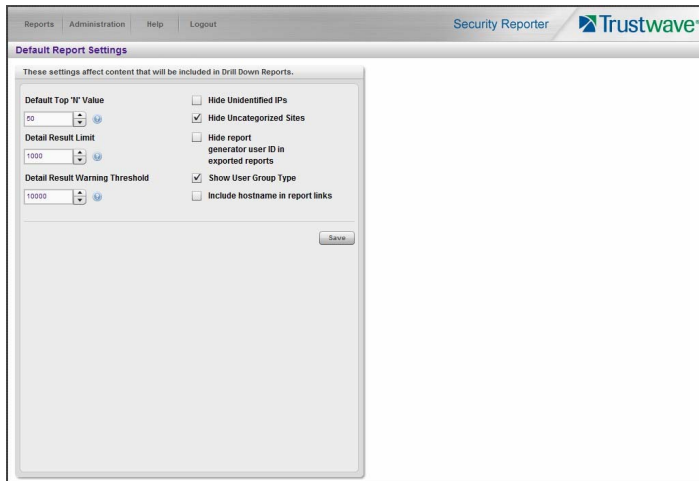 Reports Administration Help Logout
Security Reporter
Trustwave®
Default Report Settings
These settings affect content that will be included in Drill Down Reports.
Default Top 'N' Value
50
Detail Result Limit
1000
Detail Result Warning Threshold
10000
Hide Unidentified IPs
Hide Uncategorized Sites
Hide report
generator user ID in
exported reports
Show User Group Type
Include hostname in report links
Save